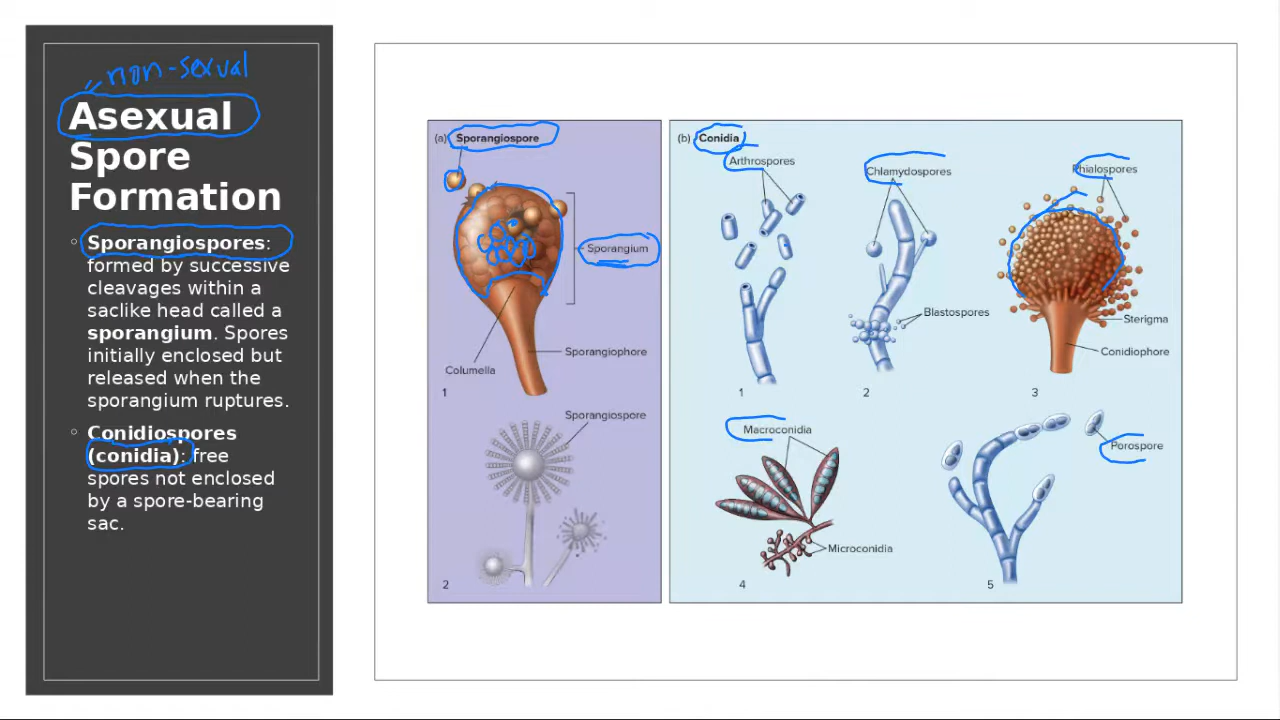 non-sexual
Asexual
Spore
Formation
Sporangiospores:
formed by successive
cleavages within a
saclike head called a
sporangium. Spores
initially enclosed but
released when the
sporangium ruptures.
Conidiospores
(conidia): free
spores not enclosed
by a spore-bearing
sac.
(a) Sporangiospore
Sporangium
Sporangiophore
Columella
1
Sporangiospore
2
(b) Conidia
Arthrospores
1
Chlamydospores
Blastospores
2
Phialospores
Sterigma
Conidiophore
3
Macroconidia
Microconidia
4
Porospore
5